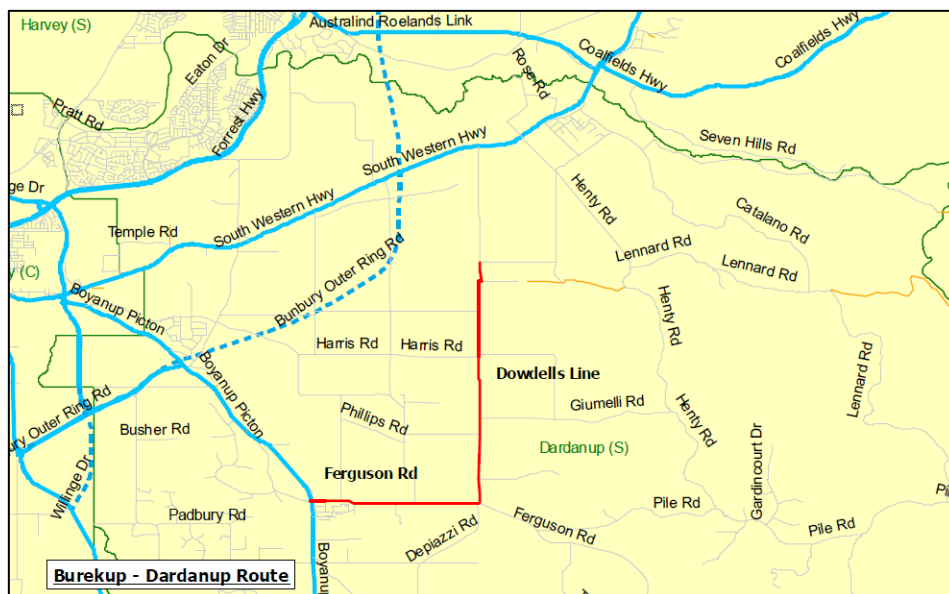 Harvey (S)
Australind Roelands Link
Eaton Dr
Coalfields Hwy
Coalfields Hwy
Rose Rd
Pratt Rd
Forrest Hwy
Seven Hills Rd
South Western Hwy
Henty Rd
Catalano Rd
ge Dr
Temple Rd
South Western Hwy
Lennard Rd
Lennard Rd
y (C)
Bunbury Outer Ring Rd
Boyanup Picton
Henty Rd
Harris Rd
Harris Rd
Boyanup Picton
Dowdells Line
Lennard Rd
Giumelli Rd
Phillips Rd
Henty Rd
ury Outer Ring Rd
Busher Rd
Dardanup (S)
Gardincourt Dr
Ferguson Rd
Willinge Dr
Padbury Rd
Pile Rd
Pi
Ferguson Rd
Pile Rd
Depiazzi Rd
Boyanu
Burekup - Dardanup Route